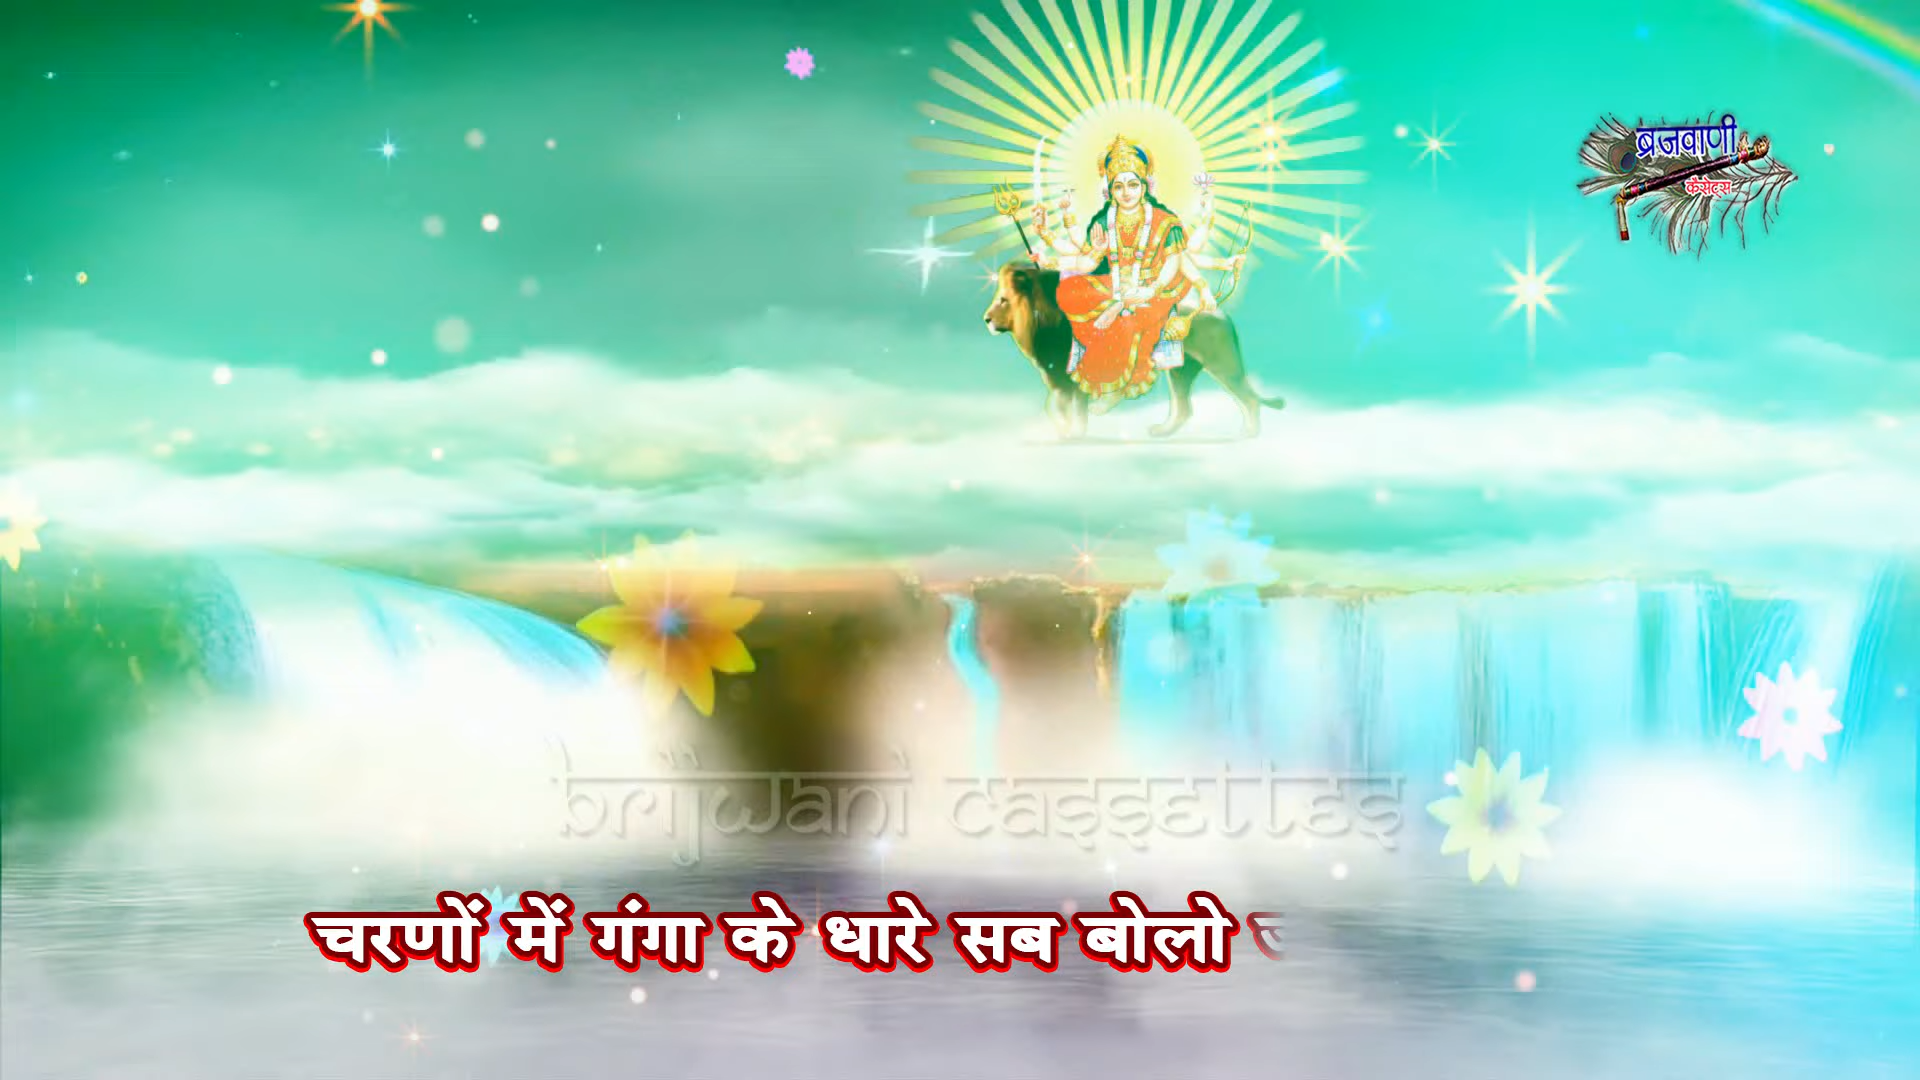 ब्रजवाणी
कैसेट्स
brijwani cassettes
चरणों में गंगा के धारे सब बोलो